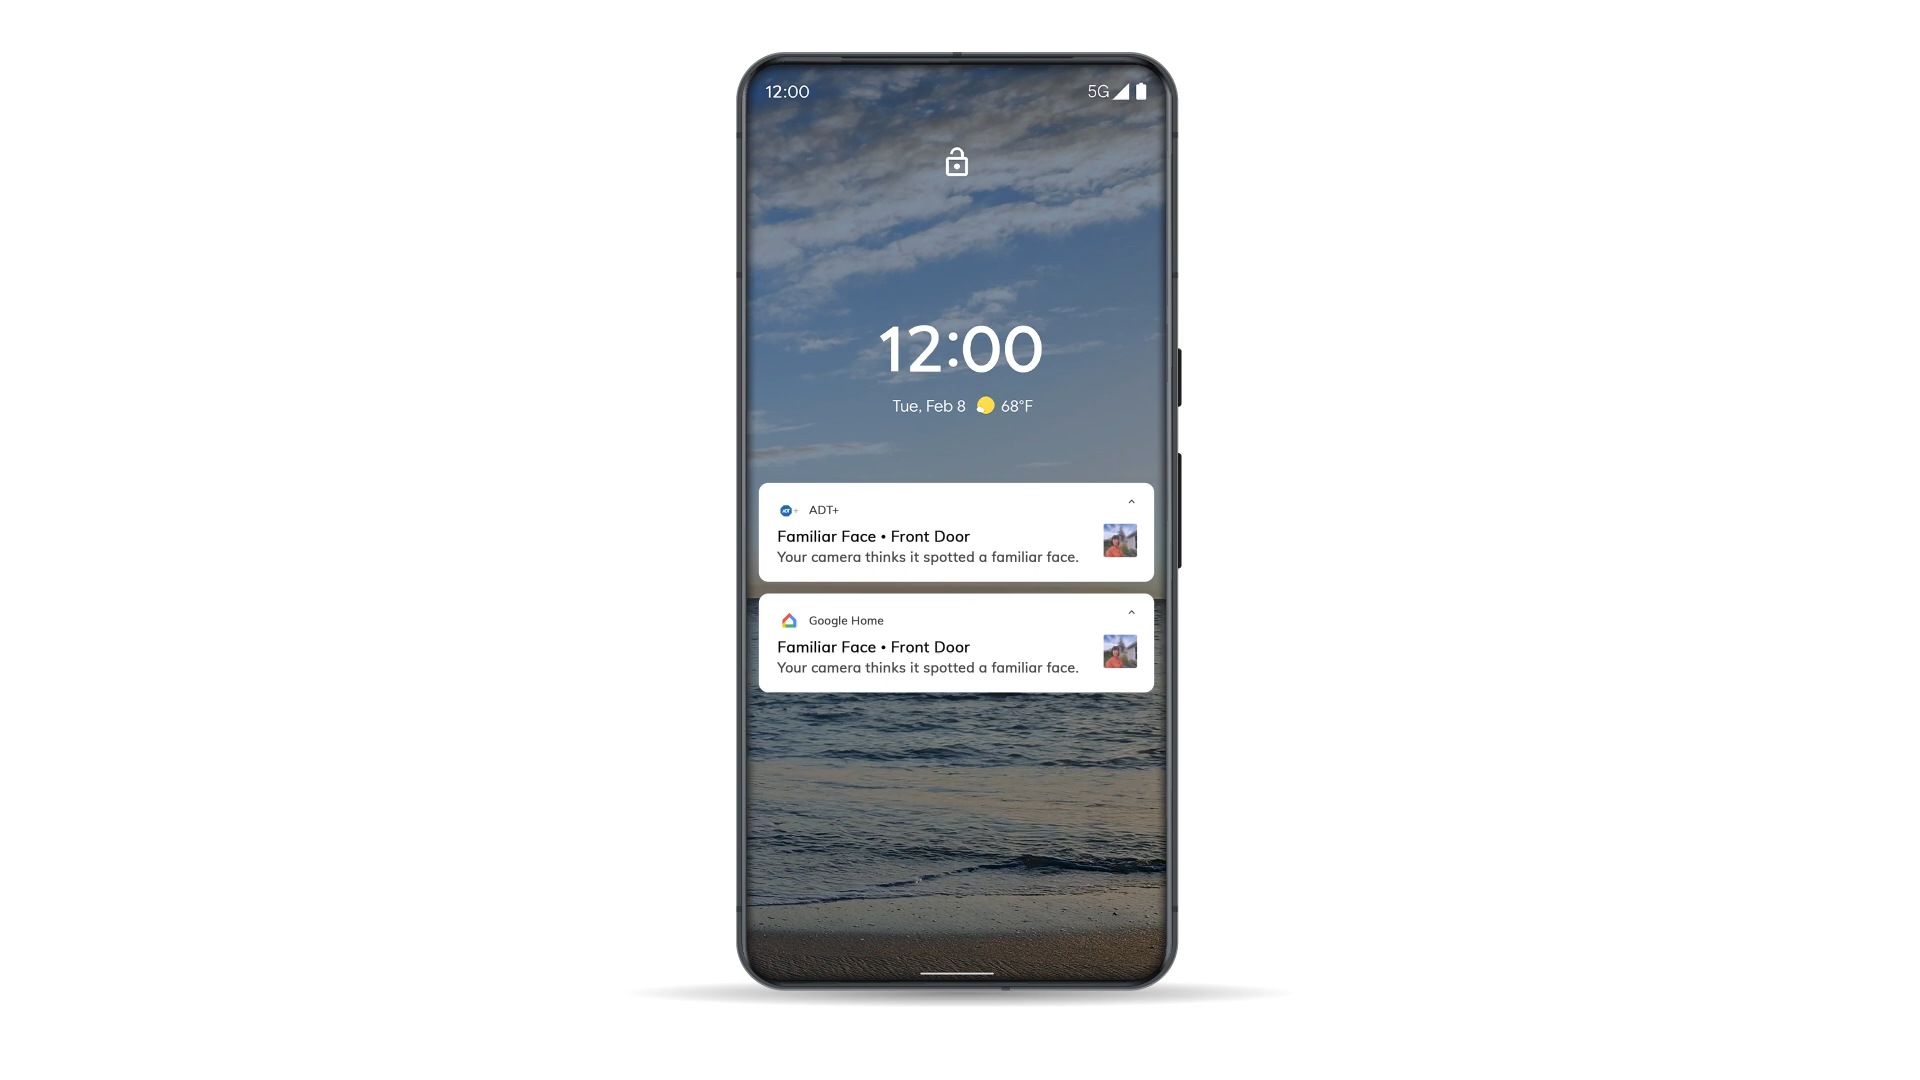 12:00 5G
12:00
Tue, Feb 8 68°F
ADT+
Familiar Face • Front Door
Your camera thinks it spotted a familiar face.
Google Home
Familiar Face • Front Door
Your camera thinks it spotted a familiar face.